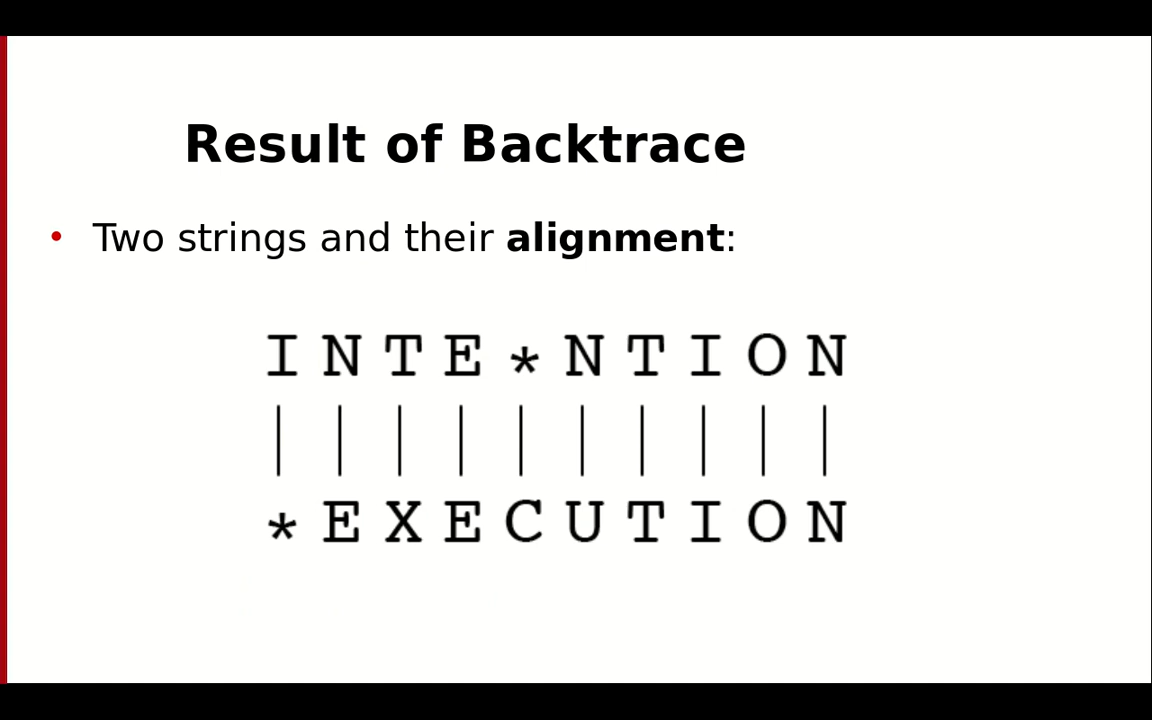 Result of Backtrace
• Two strings and their alignment:
I N T E * N T I O N
| | | | | | | | | |
* E X E C U T I O N